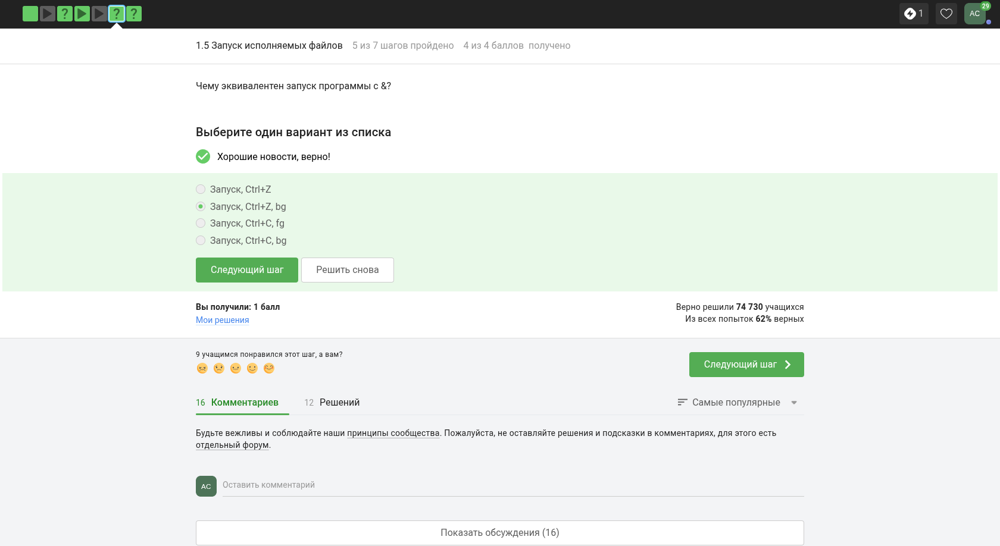 ? ? ?
1
AC
29
1.5 Запуск исполняемых файлов 5 из 7 шагов пройдено 4 из 4 баллов получено
Чему эквивалентен запуск программы с &?
Выберите один вариант из списка
Хорошие новости, верно!
Запуск, Ctrl+Z
Запуск, Ctrl+Z, bg
Запуск, Ctrl+C, fg
Запуск, Ctrl+C, bg
Следующий шаг Решить снова
Вы получили: 1 балл
Мои решения
Верно решили 74 730 учащихся
Из всех попыток 62% верных
9 учащимся понравился этот шаг, а вам?
Следующий шаг
16 Комментариев 12 Решений Самые популярные
Будьте вежливы и соблюдайте наши принципы сообщества. Пожалуйста, не оставляйте решения и подсказки в комментариях, для этого есть
отдельный форум.
AC Оставить комментарий
Показать обсуждения (16)